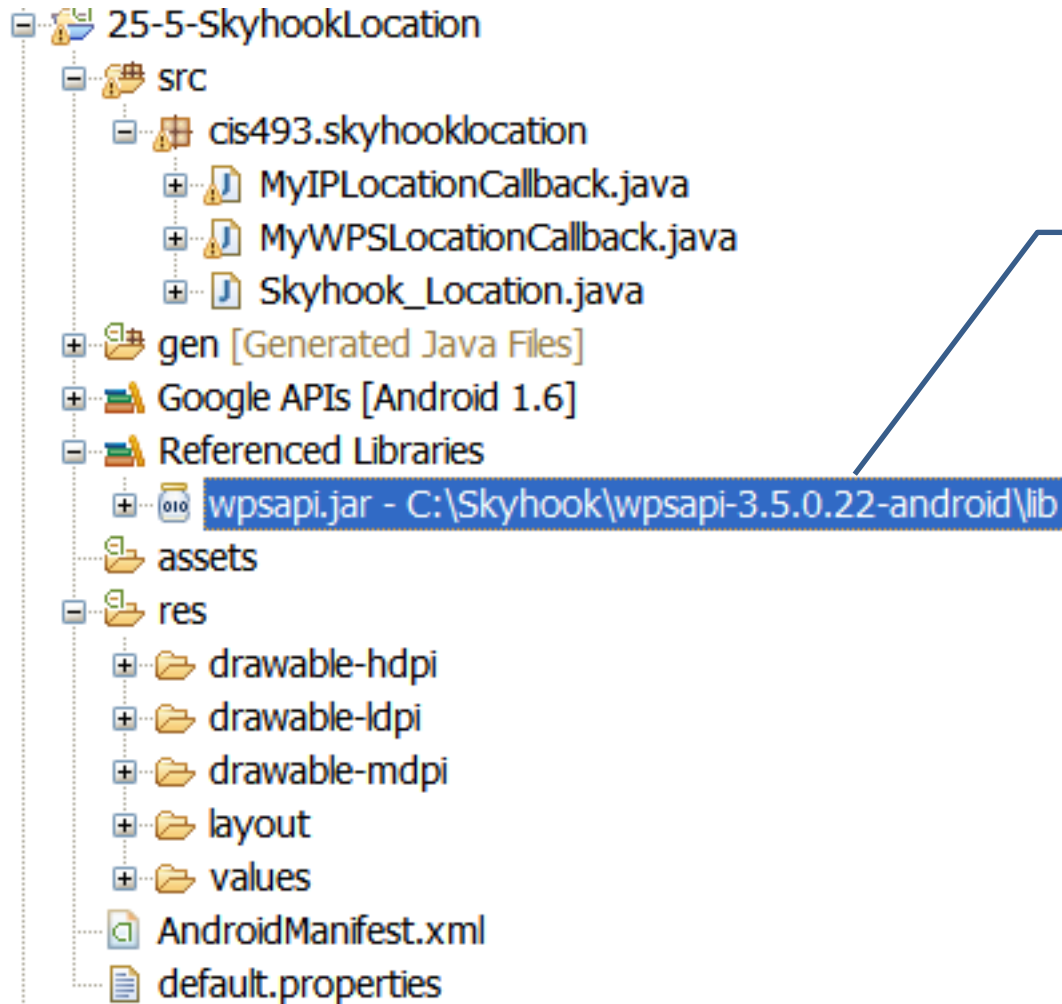 25-5-SkyhookLocation
src
cis493.skyhooklocation
MyIPLocationCallback.java
MyWPSLocationCallback.java
Skyhook_Location.java
gen [Generated Java Files]
Google APIs [Android 1.6]
Referenced Libraries
wpsapi.jar - C:\Skyhook\wpsapi-3.5.0.22-android\lib
assets
res
drawable-hdpi
drawable-ldpi
drawable-mdpi
layout
values
AndroidManifest.xml
default.properties